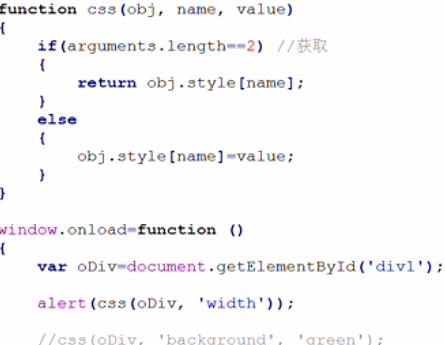 function css(obj, name, value)
{
    if(arguments.length==2) //获取
    {
        return obj.style[name];
    }
    else
    {
        obj.style[name]=value;
    }
}
window.onload=function ()
{
    var oDiv=document.getElementById('div1');
    alert(css(oDiv, 'width'));
    //css(oDiv, 'background', 'green');